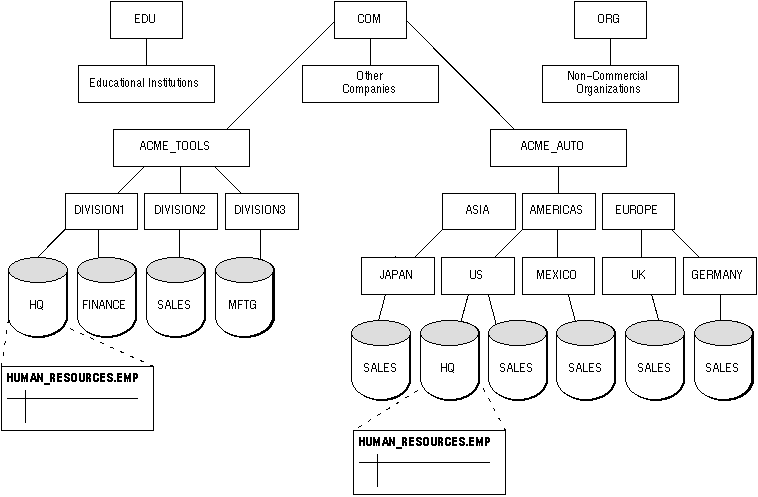 EDU
COM
ORG
Educational Institutions
Other
Companies
Non-Commercial
Organizations
ACME_TOOLS
ACME_AUTO
DIVISION1
DIVISION2
DIVISION3
ASIA
AMERICAS
EUROPE
JAPAN
US
MEXICO
UK
GERMANY
HQ
FINANCE
SALES
MFTG
SALES
HQ
SALES
SALES
SALES
SALES
HUMAN_RESOURCES.EMP
HUMAN_RESOURCES.EMP